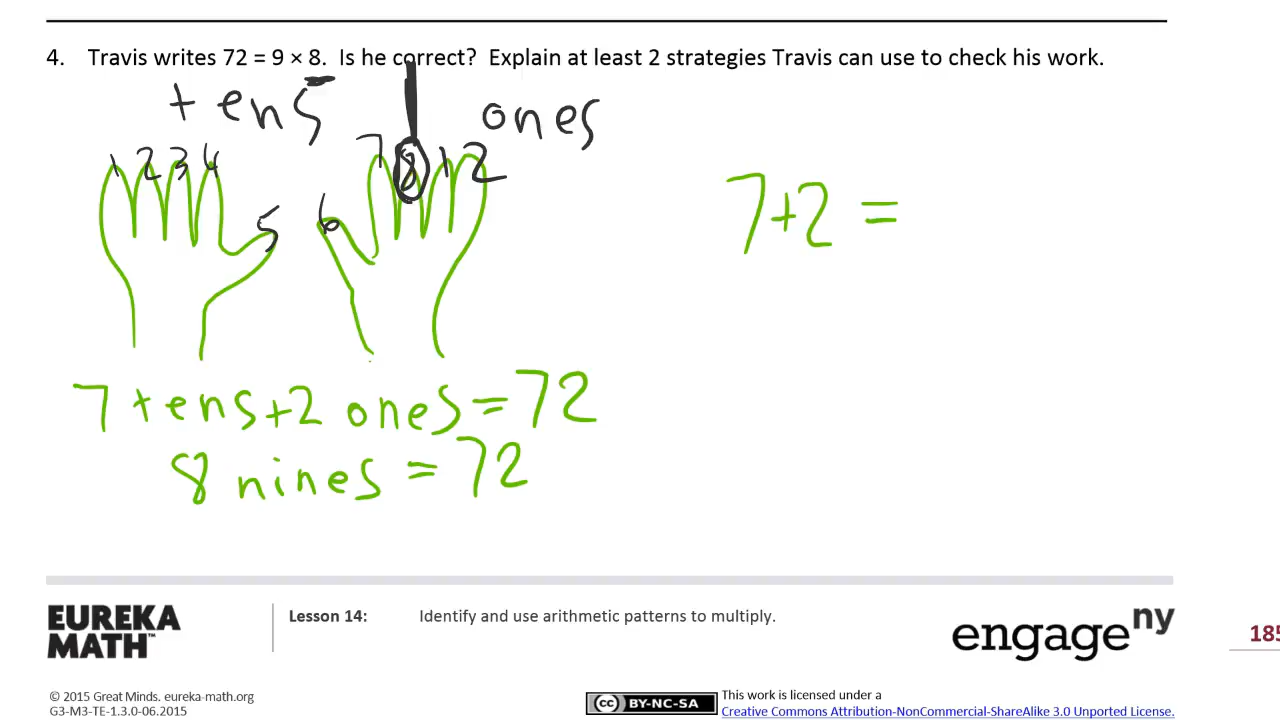 4. Travis writes 72 = 9 × 8. Is he correct? Explain at least 2 strategies Travis can use to check his work.
tens ones
1 2 3 4 5 6 7 8 1 2
7 + 2 =
7 tens + 2 ones = 72
8 nines = 72
EUREKA MATH™
Lesson 14: Identify and use arithmetic patterns to multiply.
engage ny
185
© 2015 Great Minds. eureka-math.org
G3-M3-TE-1.3.0-06.2015
cc BY-NC-SA
This work is licensed under a
Creative Commons Attribution-NonCommercial-ShareAlike 3.0 Unported License.